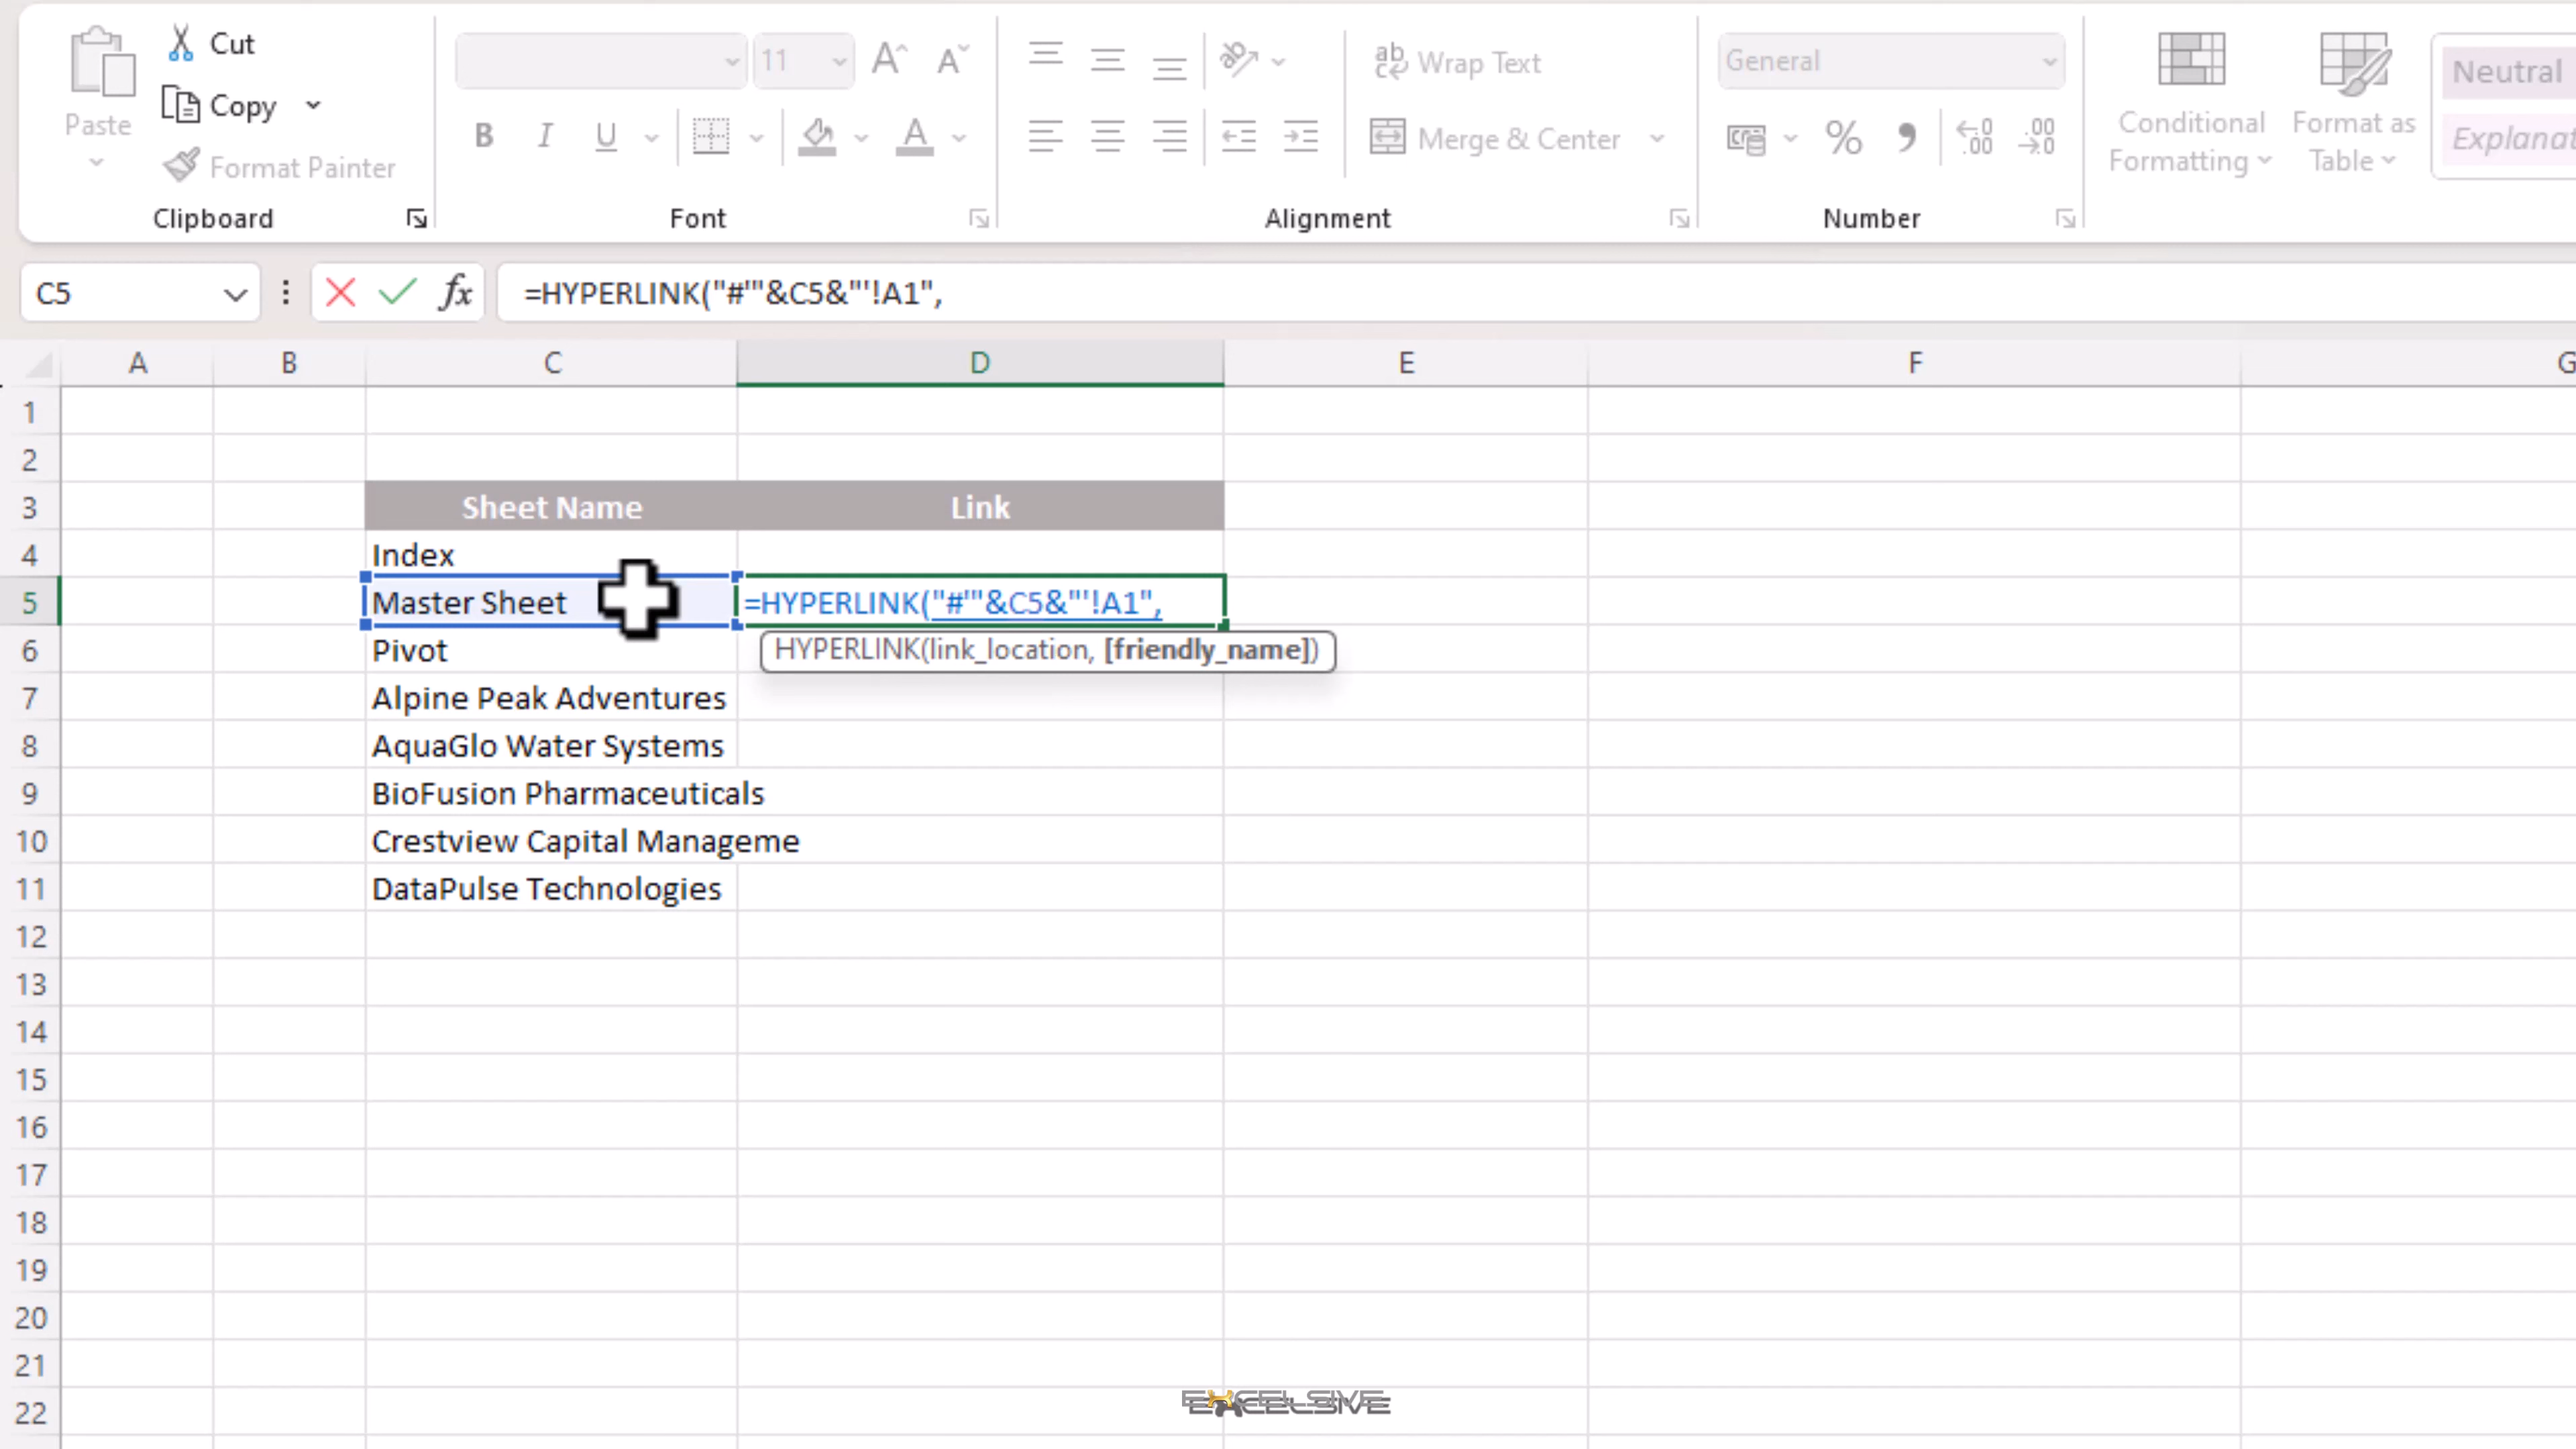 Cut
Copy
Paste
Format Painter
Clipboard
11
B I U
Font
Wrap Text
Merge & Center
Alignment
General
Number
Conditional Formatting
Format as Table
Neutral
Explanat
C5
fx
=HYPERLINK("#'"&C5&"'!A1",
A B C D E F G
1
2
3 Sheet Name Link
4 Index
5 Master Sheet =HYPERLINK("#'"&C5&"'!A1",
HYPERLINK(link_location, [friendly_name])
6 Pivot
7 Alpine Peak Adventures
8 AquaGlo Water Systems
9 BioFusion Pharmaceuticals
10 Crestview Capital Manageme
11 DataPulse Technologies
12
13
14
15
16
17
18
19
20
21
22
EXCELSIVE